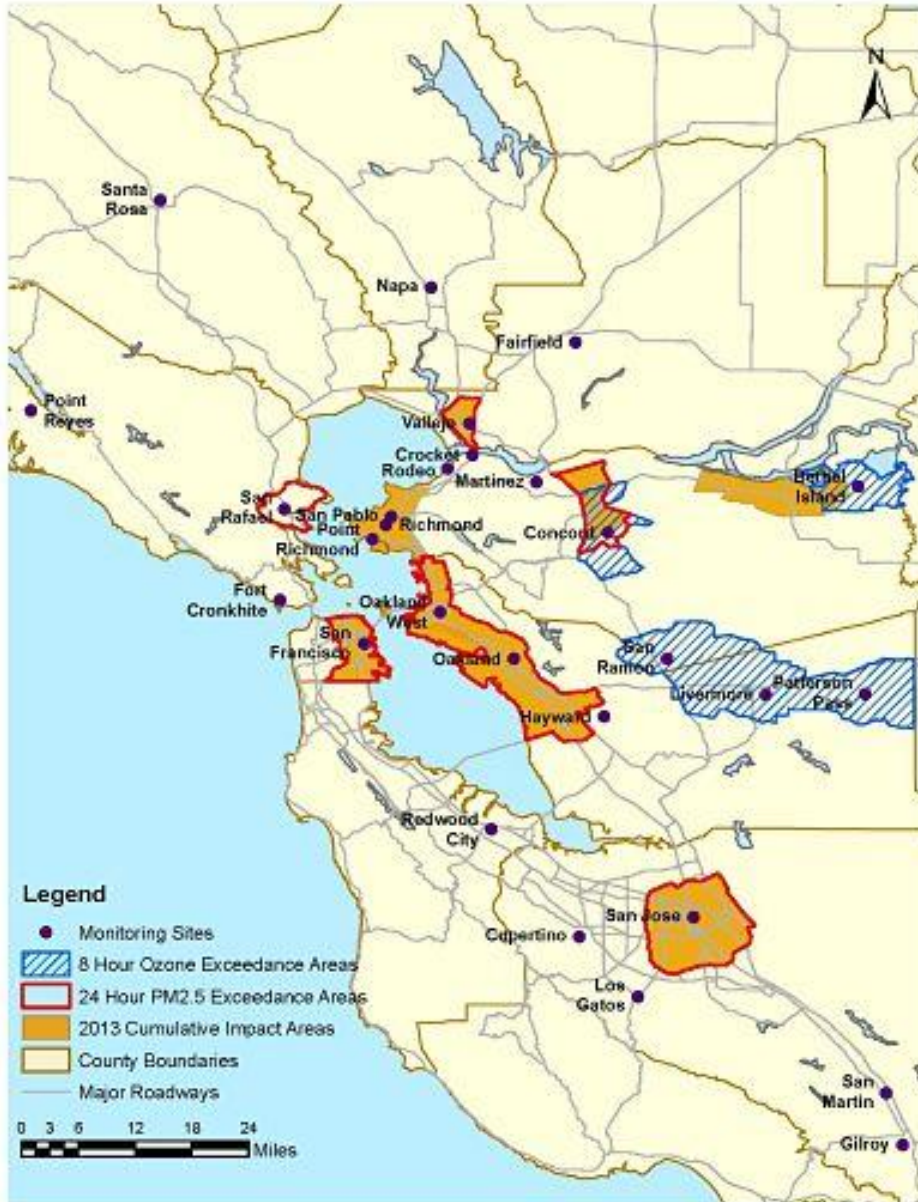 N
Santa
Rosa
Napa
Fairfield
Point
Reyes
Vallejo
Crocket
Rodeo
Martinez
Bethel
Island
San
Rafael
San Pablo
Point
Richmond
Richmond
Concord
Fort
Cronkhite
Oakland
West
San
Francisco
Oakland
San
Ramon
Livermore
Patterson
Pass
Hayward
Redwood
City
San Jose
Cupertino
Los
Gatos
San
Martin
Gilroy
Legend
Monitoring Sites
8 Hour Ozone Exceedance Areas
24 Hour PM2.5 Exceedance Areas
2013 Cumulative Impact Areas
County Boundaries
Major Roadways
0 3 6 12 18 24
Miles